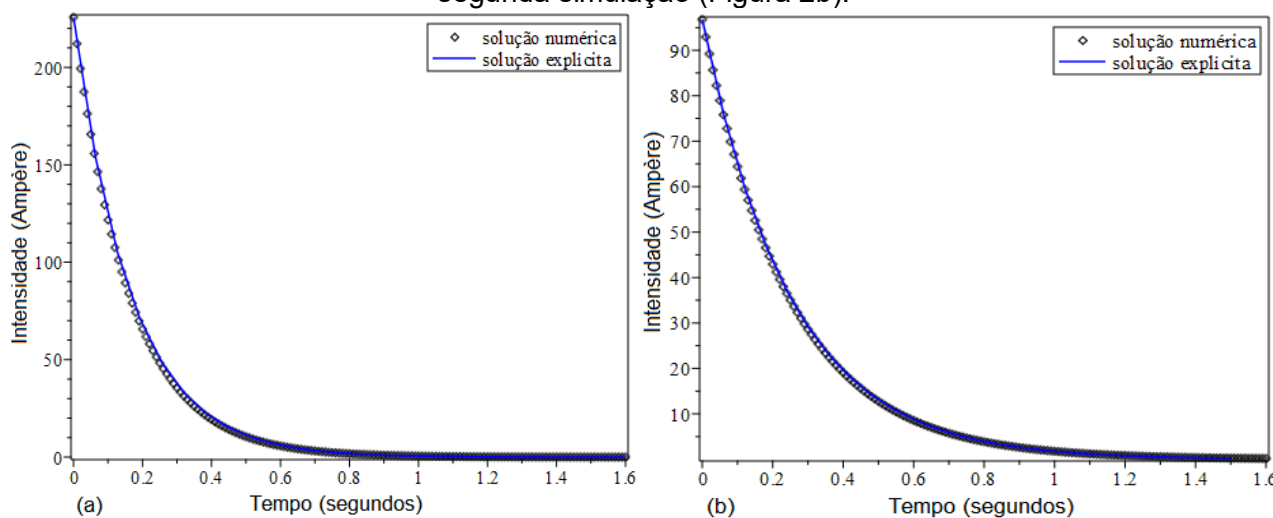 segunda simulação (Figura 2b).
solução numérica
solução explícita
200
150
100
50
0
Intensidade (Ampère)
0
0.2
0.4
0.6
0.8
1
1.2
1.4
1.6
(a)
Tempo (segundos)
solução numérica
solução explícita
90
80
70
60
50
40
30
20
10
Intensidade (Ampère)
0
0.2
0.4
0.6
0.8
1
1.2
1.4
1.6
(b)
Tempo (segundos)